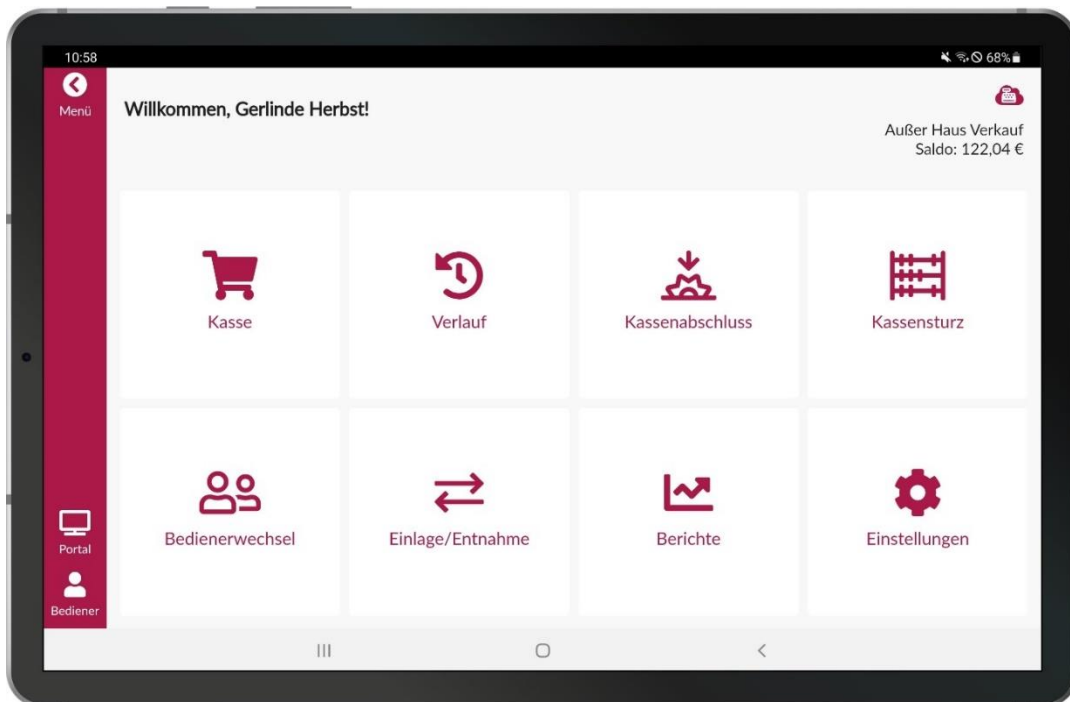 10:58
68%
Menü
Willkommen, Gerlinde Herbst!
Außer Haus Verkauf
Saldo: 122,04 €
Kasse
Verlauf
Kassenabschluss
Kassensturz
Bedienerwechsel
Einlage/Entnahme
Berichte
Einstellungen
Portal
Bediener